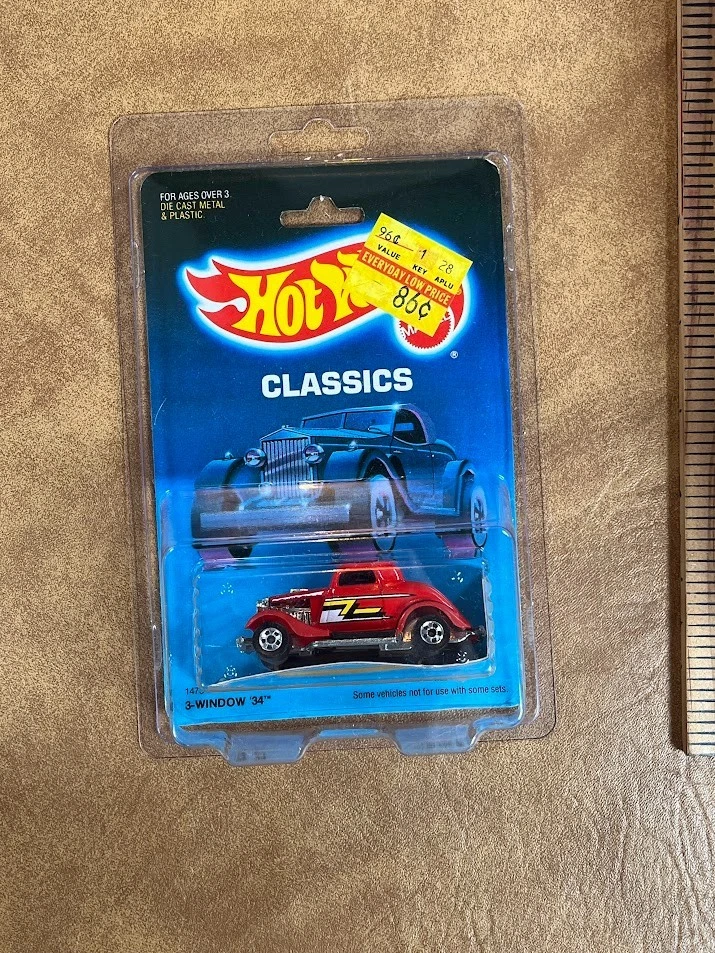 FOR AGES OVER 3.
DIE CAST METAL
& PLASTIC.
HOT
96¢ 1 28
VALUE KEY APLU
EVERYDAY LOW PRICE
86¢
®
CLASSICS
3-WINDOW '34™
Some vehicles not for use with some sets.